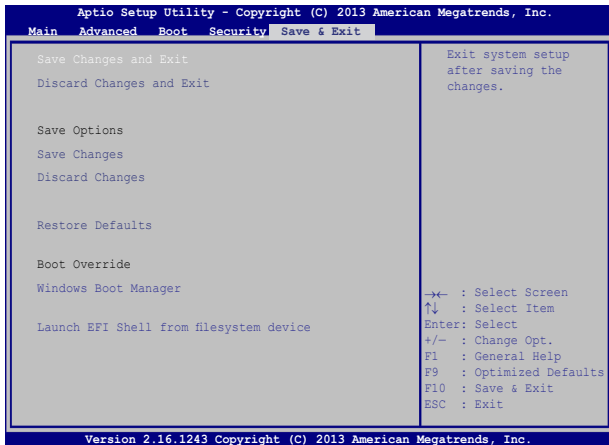 Aptio Setup Utility - Copyright (C) 2013 American Megatrends, Inc.
Main Advanced Boot Security Save & Exit
Save Changes and Exit
Discard Changes and Exit
Save Options
Save Changes
Discard Changes
Restore Defaults
Boot Override
Windows Boot Manager
Launch EFI Shell from filesystem device
Exit system setup
after saving the
changes.
→← : Select Screen
↑↓ : Select Item
Enter: Select
+/— : Change Opt.
F1 : General Help
F9 : Optimized Defaults
F10 : Save & Exit
ESC : Exit
Version 2.16.1243 Copyright (C) 2013 American Megatrends, Inc.